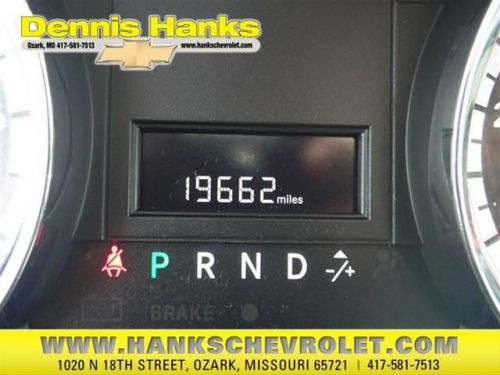 Dennis Hanks
Ozark, MO 417-581-7513 www.hankschevrolet.com
19662 miles
P R N D -/+
BRAKE
WWW.HANKSCHEVROLET.COM
1020 N 18TH STREET, OZARK, MISSOURI 65721 | 417-581-7513